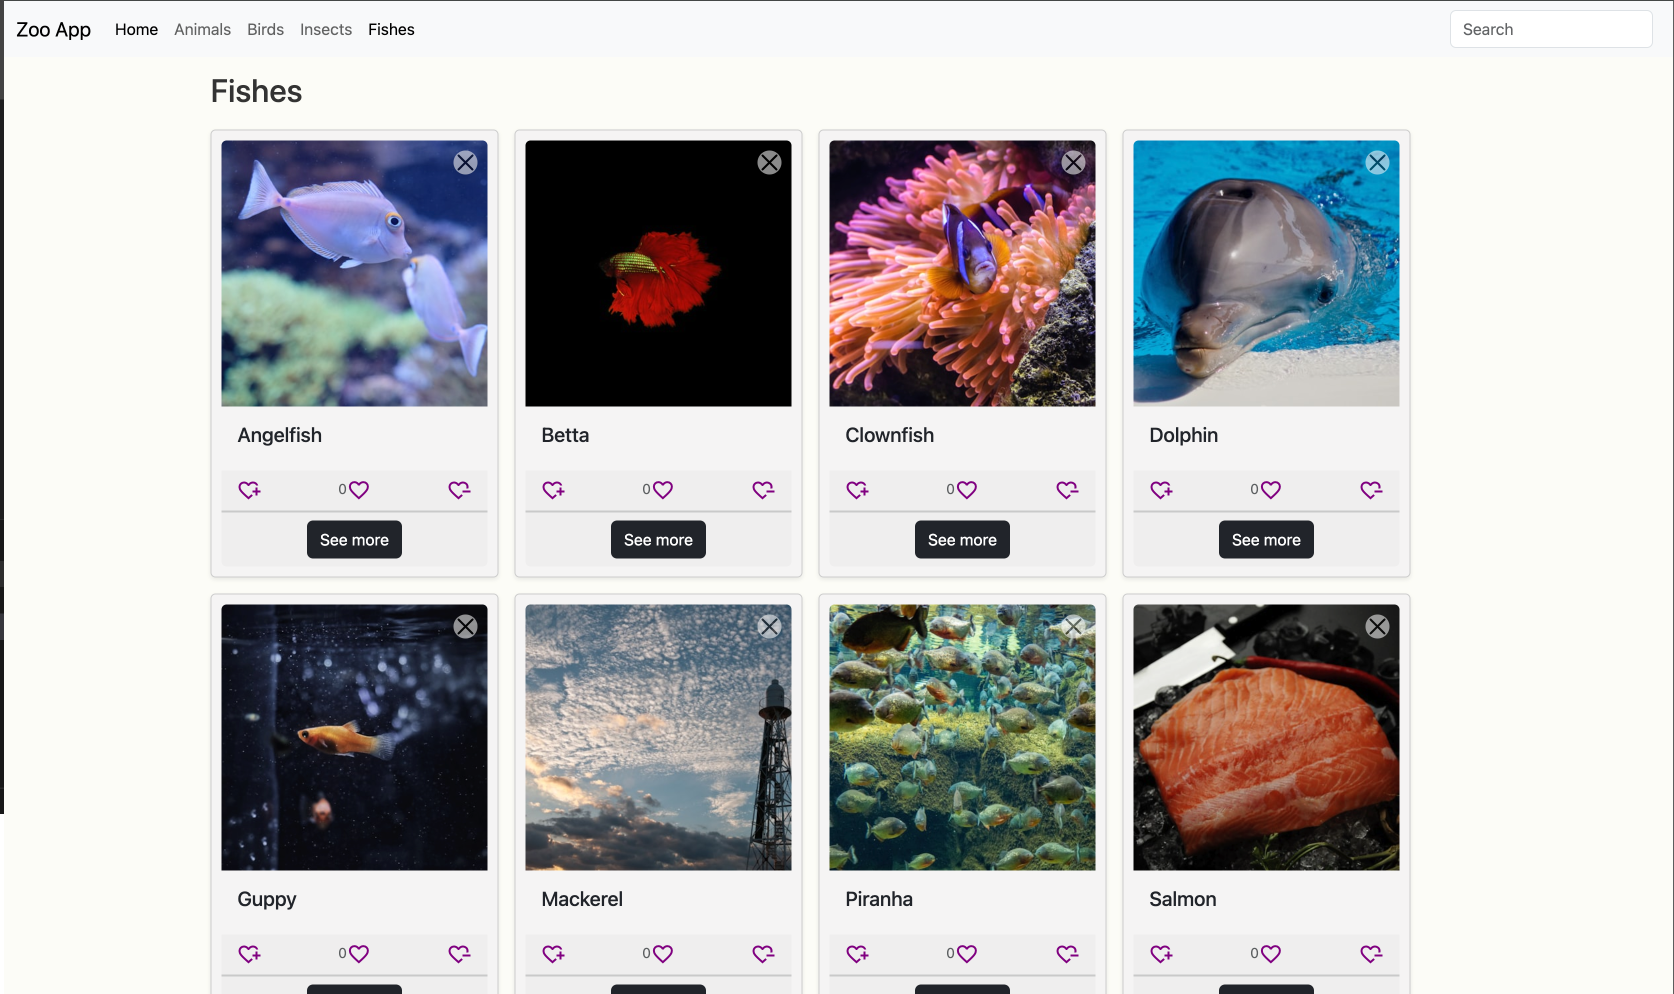 Zoo App Home Animals Birds Insects Fishes Search
Fishes
Angelfish Betta Clownfish Dolphin
0 0 0 0
See more See more See more See more
Guppy Mackerel Piranha Salmon
0 0 0 0